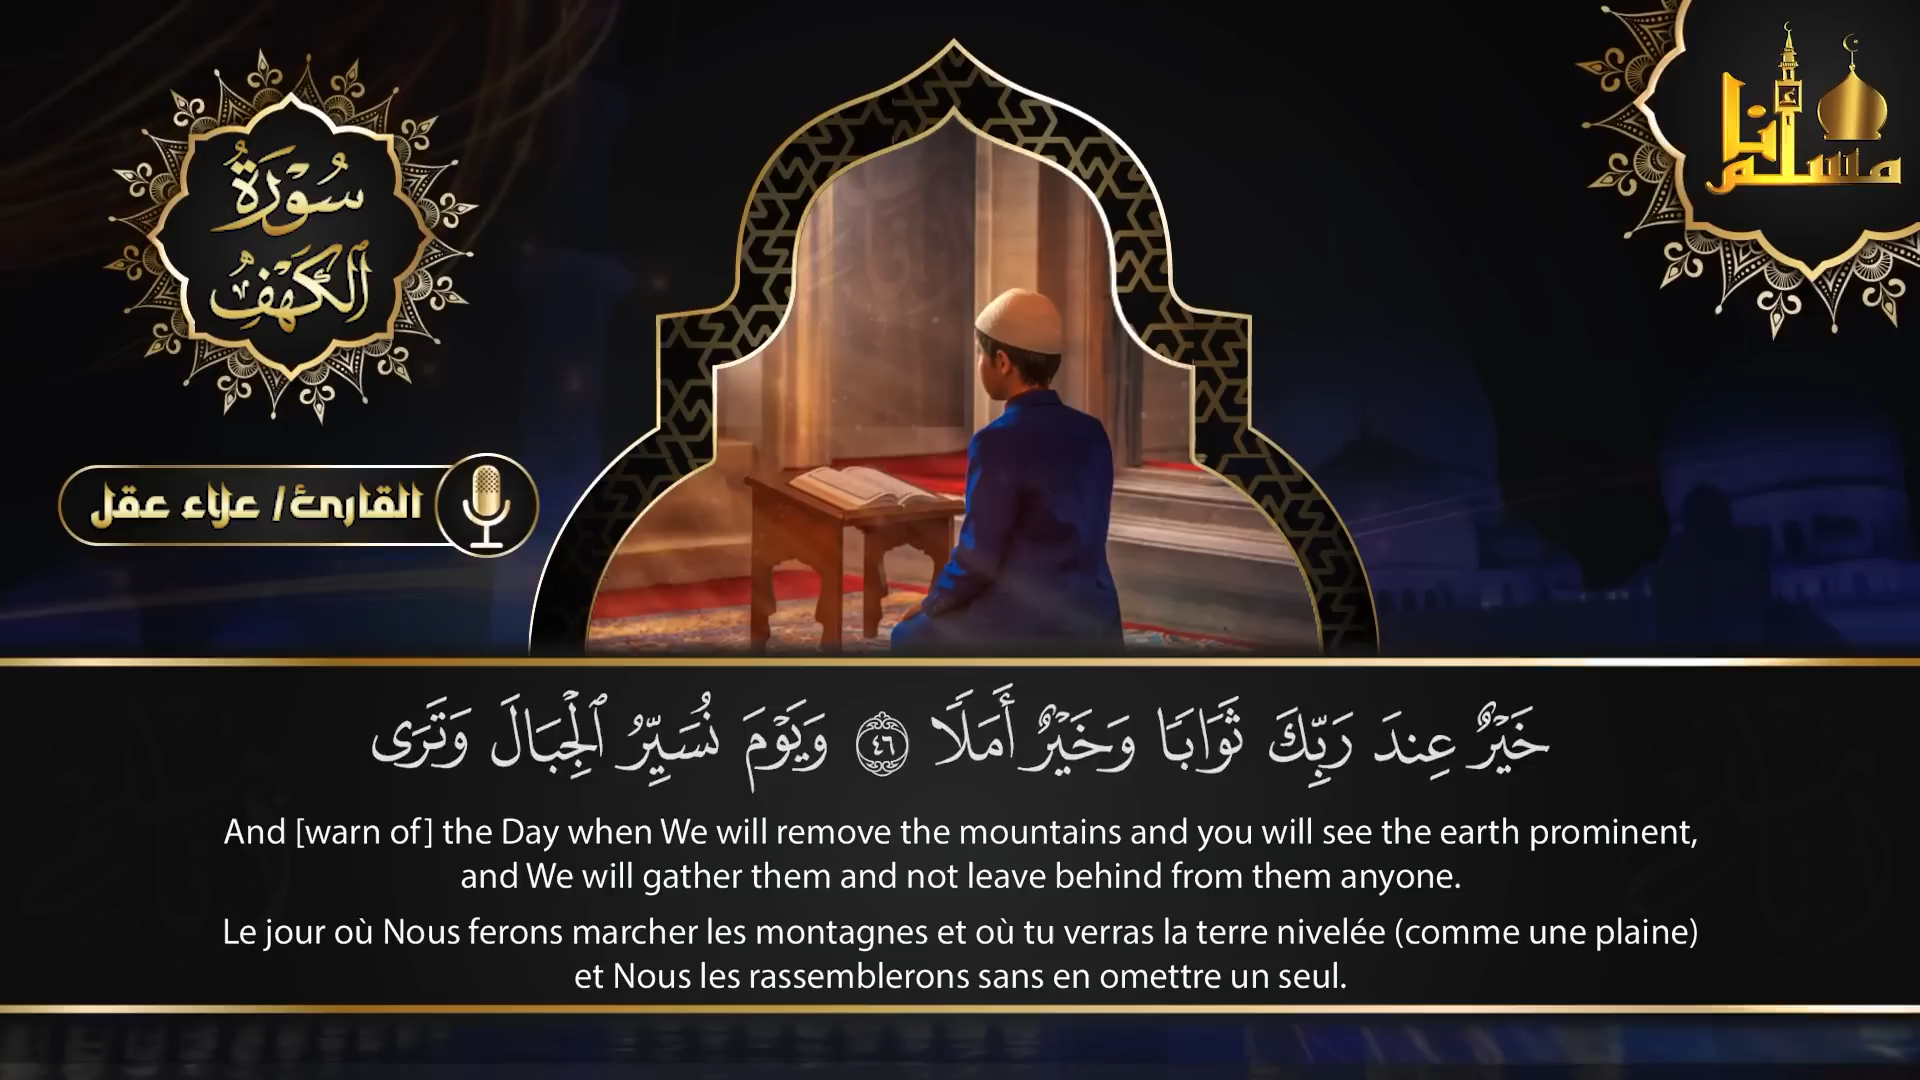 سُورَةُ
الكَهْفِ
أنا
مسلم
القارئ/ علاء عقل
خَيْرٌ عِندَ رَبِّكَ ثَوَابًا وَخَيْرٌ أَمَلًا ٤٦ وَيَوْمَ نُسَيِّرُ ٱلْجِبَالَ وَتَرَى
And [warn of] the Day when We will remove the mountains and you will see the earth prominent,
and We will gather them and not leave behind from them anyone.
Le jour où Nous ferons marcher les montagnes et où tu verras la terre nivelée (comme une plaine)
et Nous les rassemblerons sans en omettre un seul.